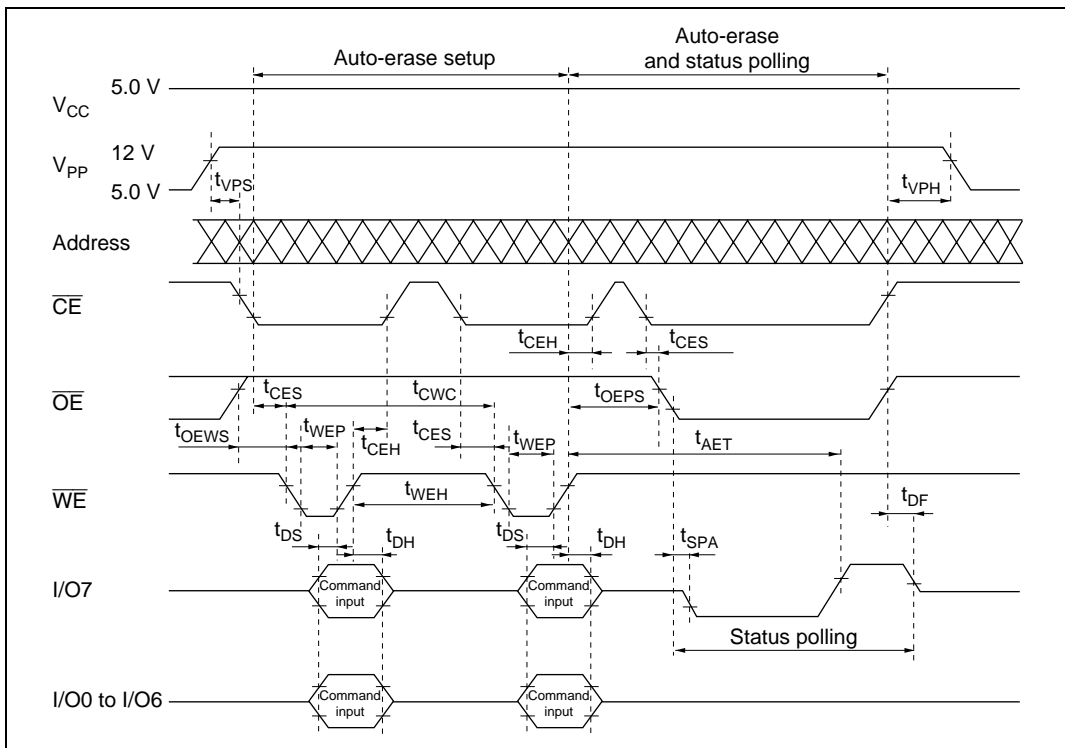 Auto-erase setup
Auto-erase
and status polling
5.0 V
VCC
12 V
VPP
5.0 V
tVPS
tVPH
Address
CE
tCEH
tCES
OE
tCES
tCWC
tOEPS
tOEWS
tWEP
tCEH
tCES
tWEP
tAET
WE
tWEH
tDF
tDS
tDH
tDS
tDH
tSPA
I/O7
Command
input
Command
input
Status polling
I/O0 to I/O6
Command
input
Command
input